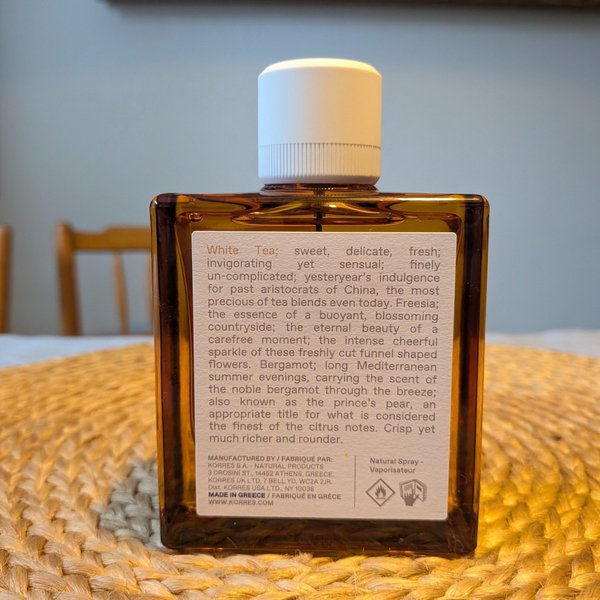 White Tea; sweet, delicate, fresh;
invigorating yet sensual; finely
un-complicated; yesteryear's indulgence
for past aristocrats of China, the most
precious of tea blends even today. Freesia;
the essence of a buoyant, blossoming
countryside; the eternal beauty of a
carefree moment; the intense cheerful
sparkle of these freshly cut funnel shaped
flowers. Bergamot; long Mediterranean
summer evenings, carrying the scent of
the noble bergamot through the breeze;
also known as the prince's pear, an
appropriate title for what is considered
the finest of the citrus notes. Crisp yet
much richer and rounder.
MANUFACTURED BY / FABRIQUÉ PAR:
KORRES S.A. - NATURAL PRODUCTS
3 DROSINI ST., 14452 ATHENS, GREECE.
KORRES UK LTD, 7 BELL YD, WC2A 2JR.
Dist. KORRES USA LTD., NY 10036
MADE IN GREECE / FABRIQUÉ EN GRÈCE
WWW.KORRES.COM
Natural Spray -
Vaporisateur